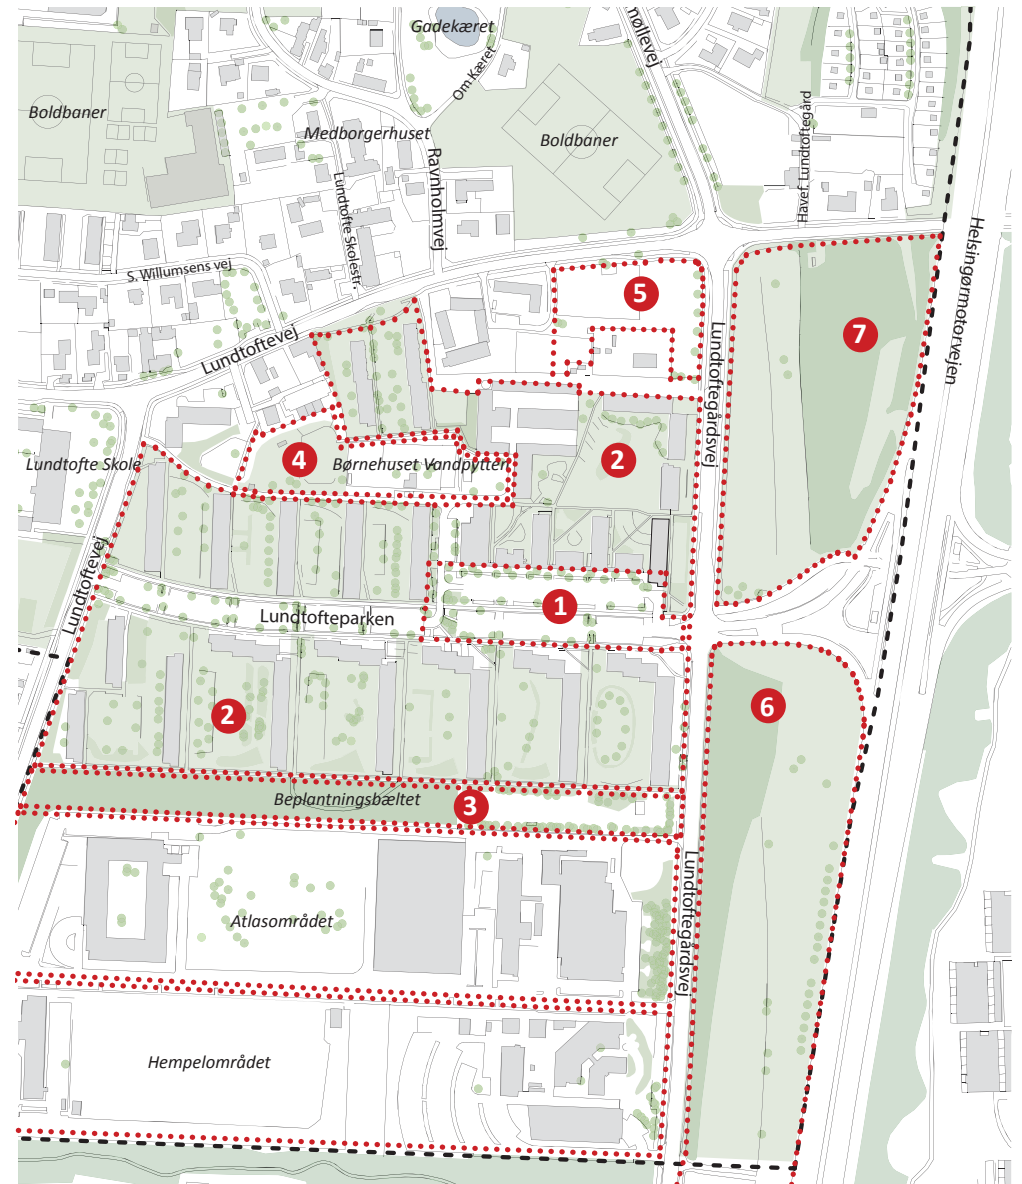 Gadekæret
Om Kæret
møllevej
Boldbaner
Medborgerhuset
Boldbaner
Havef. Lundtoftegård
Ravnholmvej
Lundtofte Skolestr.
Helsingørmotorvejen
S. Willumsens vej
5
7
Lundtoftevej
Lundtoftegårdsvej
Lundtofte Skole
4
Børnehuset Vandpytten
2
Lundtoftevej
Lundtofteparken
1
2
6
Beplantningsbæltet
3
Lundtoftegårdsvej
Atlasområdet
Hempelområdet